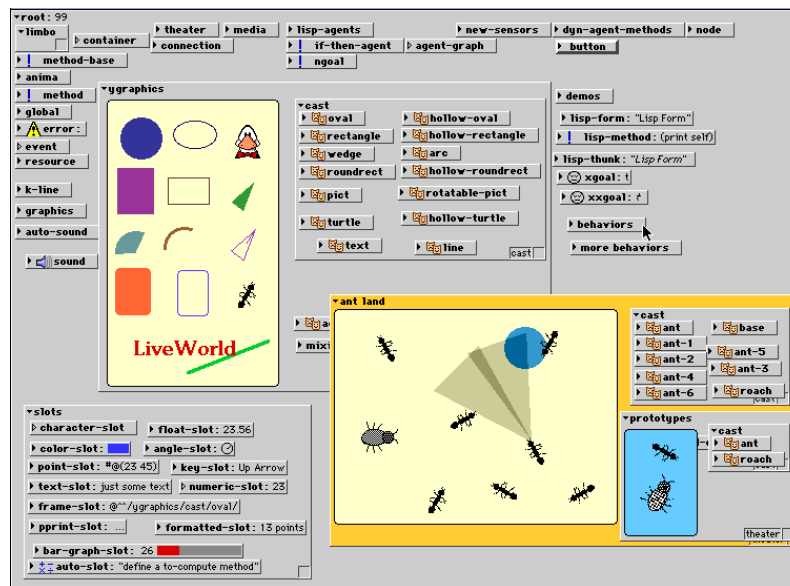 root: 99
limbo
container
theater
media
connection
lisp-agents
if-then-agent
agent-graph
ngoal
new-sensors
dyn-agent-methods
node
button
method-base
anima
method
global
error:
event
resource
k-line
graphics
auto-sound
sound
ygraphics
LiveWorld
cast
oval
hollow-oval
rectangle
hollow-rectangle
wedge
arc
roundrect
hollow-roundrect
pict
rotatable-pict
turtle
hollow-turtle
text
line
cast
demos
lisp-form: "Lisp Form"
lisp-method: (print self)
lisp-thunk: "Lisp Form"
xgoal: t
xxgoal: t
behaviors
more behaviors
mixi
ant land
cast
ant
base
ant-1
ant-2
ant-5
ant-3
ant-4
ant-6
roach
prototypes
cast
ant
roach
theater
slots
character-slot
float-slot: 23.56
color-slot:
angle-slot:
point-slot: #@(23 45)
key-slot: Up Arrow
text-slot: just some text
numeric-slot: 23
frame-slot: @^^/ygraphics/cast/oval/
pprint-slot: ...
formatted-slot: 13 points
bar-graph-slot: 26
auto-slot: "define a to-compute method"